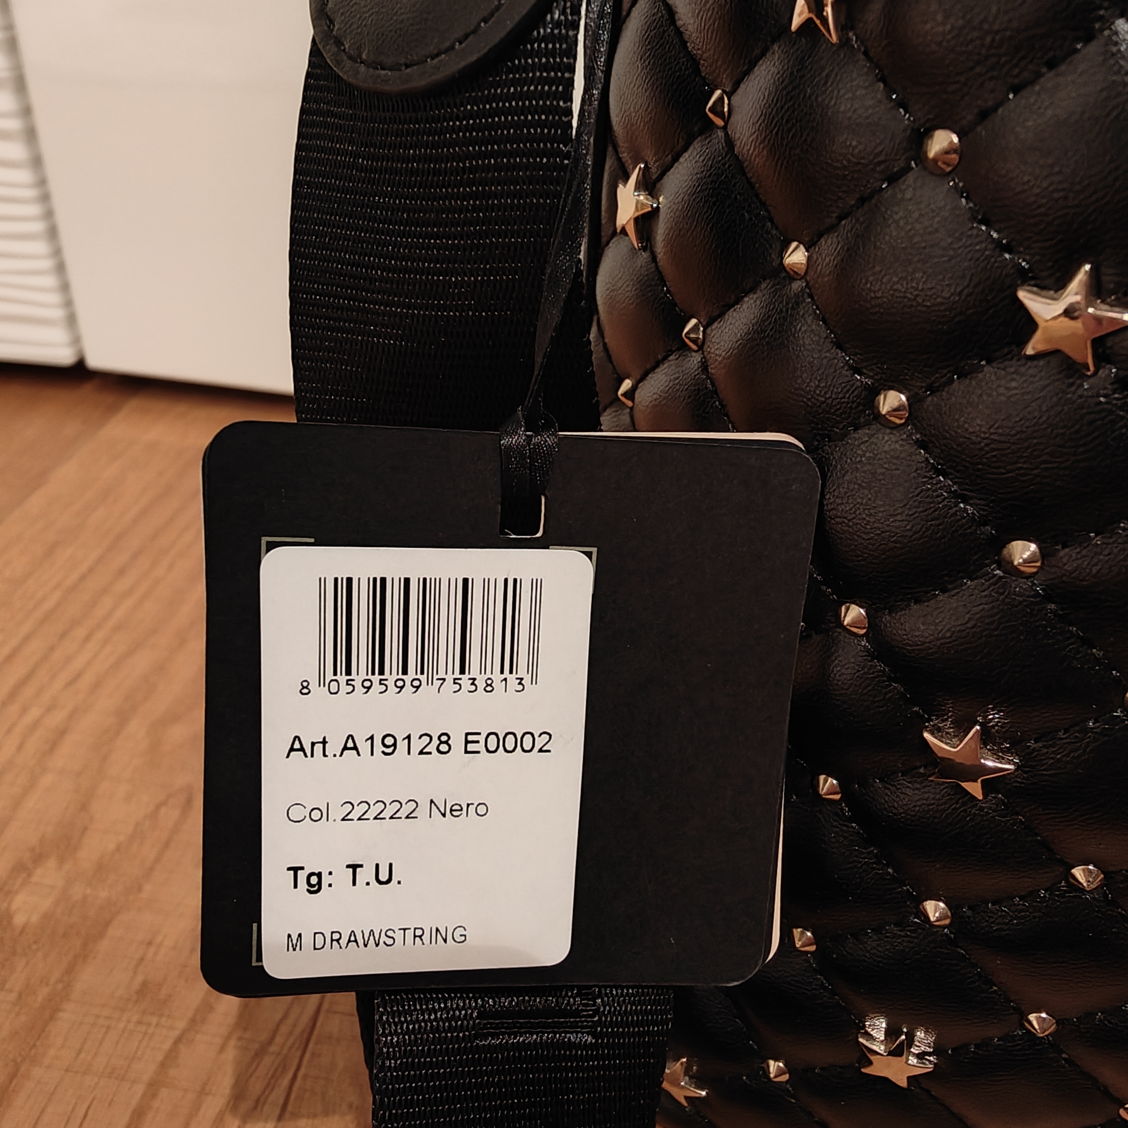 8 059599 753813
Art.A19128 E0002
Col.22222 Nero
Tg: T.U.
M DRAWSTRING